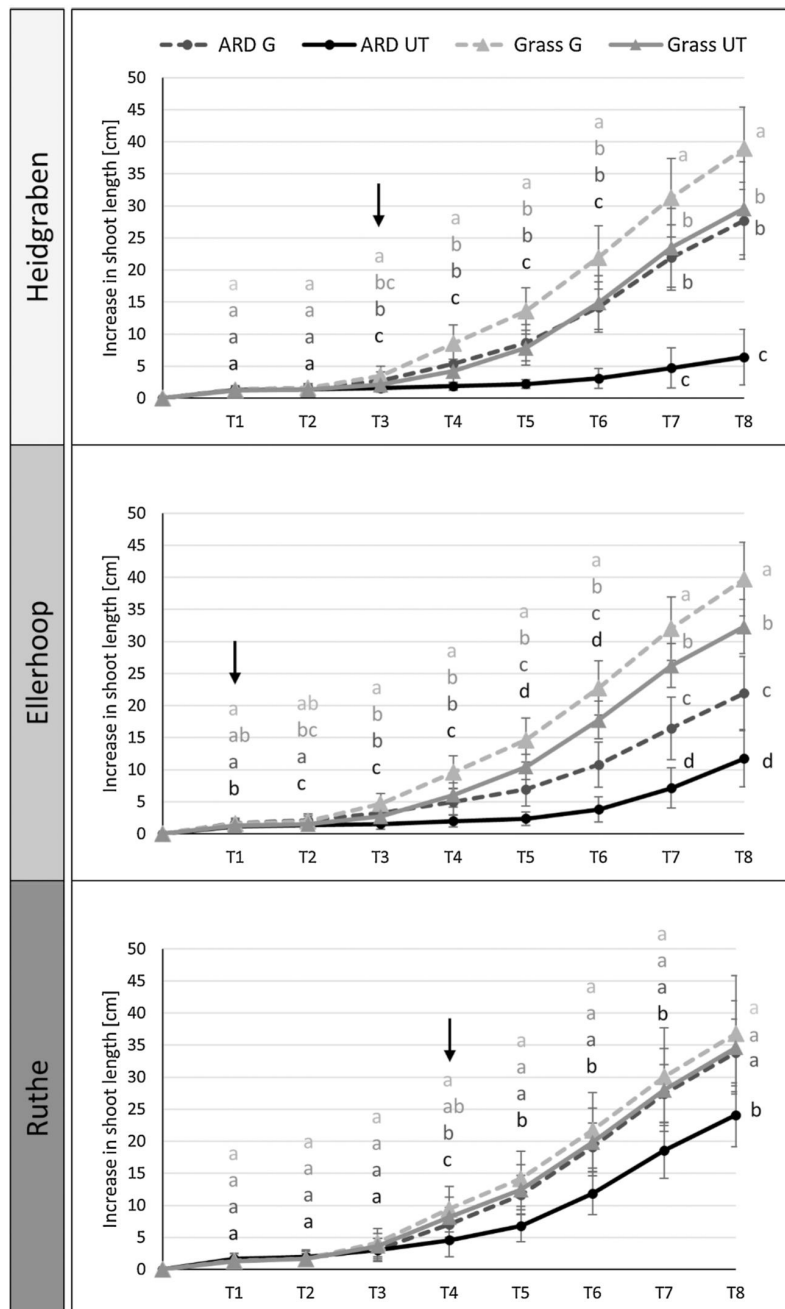 ARD G ARD UT Grass G Grass UT
Heidgraben
Increase in shoot length [cm]
50
45
40
35
30
25
20
15
10
5
0
a
a
a
a
a
a
a
a
a
bc
b
c
a
b
b
c
a
b
b
c
a
b
b
c
a
b
b
c
a
b
b
c
T1 T2 T3 T4 T5 T6 T7 T8
Ellerhoop
Increase in shoot length [cm]
50
45
40
35
30
25
20
15
10
5
0
a
ab
a
b
ab
bc
a
c
a
b
b
c
a
b
b
c
a
b
c
d
a
b
c
d
a
b
c
d
a
b
c
d
T1 T2 T3 T4 T5 T6 T7 T8
Ruthe
Increase in shoot length [cm]
50
45
40
35
30
25
20
15
10
5
0
a
a
a
a
a
a
a
a
a
a
a
a
a
ab
b
c
a
a
a
b
a
a
a
b
a
a
a
b
a
a
a
b
T1 T2 T3 T4 T5 T6 T7 T8